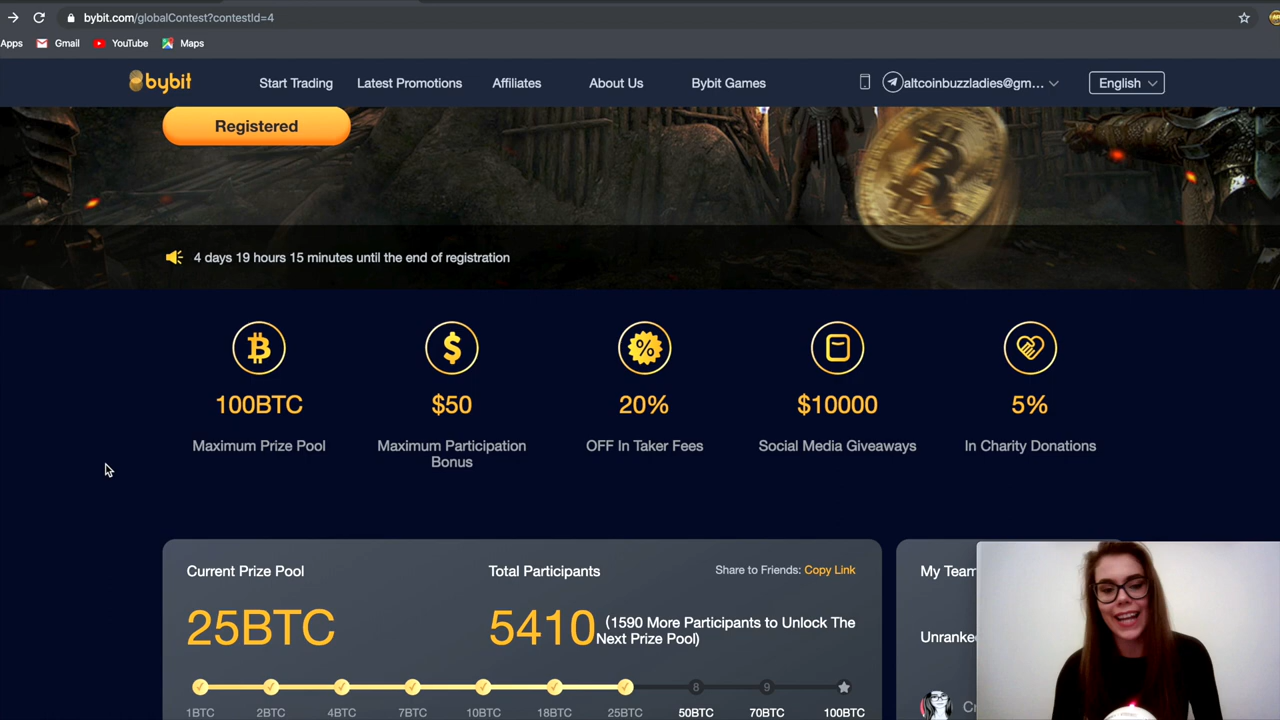 bybit.com/globalContest?contestId=4
Apps Gmail YouTube Maps
bybit Start Trading Latest Promotions Affiliates About Us Bybit Games altcoinbuzzladies@gm... English
Registered
4 days 19 hours 15 minutes until the end of registration
100BTC $50 20% $10000 5%
Maximum Prize Pool Maximum Participation OFF In Taker Fees Social Media Giveaways In Charity Donations
Bonus
Current Prize Pool Total Participants Share to Friends: Copy Link My Team
25BTC 5410 (1590 More Participants to Unlock The
Next Prize Pool) Unranke
8 9
1BTC 2BTC 4BTC 7BTC 10BTC 18BTC 25BTC 50BTC 70BTC 100BTC